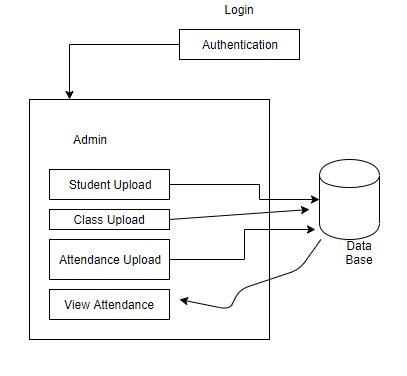 Login
Authentication
Admin
Student Upload
Class Upload
Attendance Upload
View Attendance
Data
Base